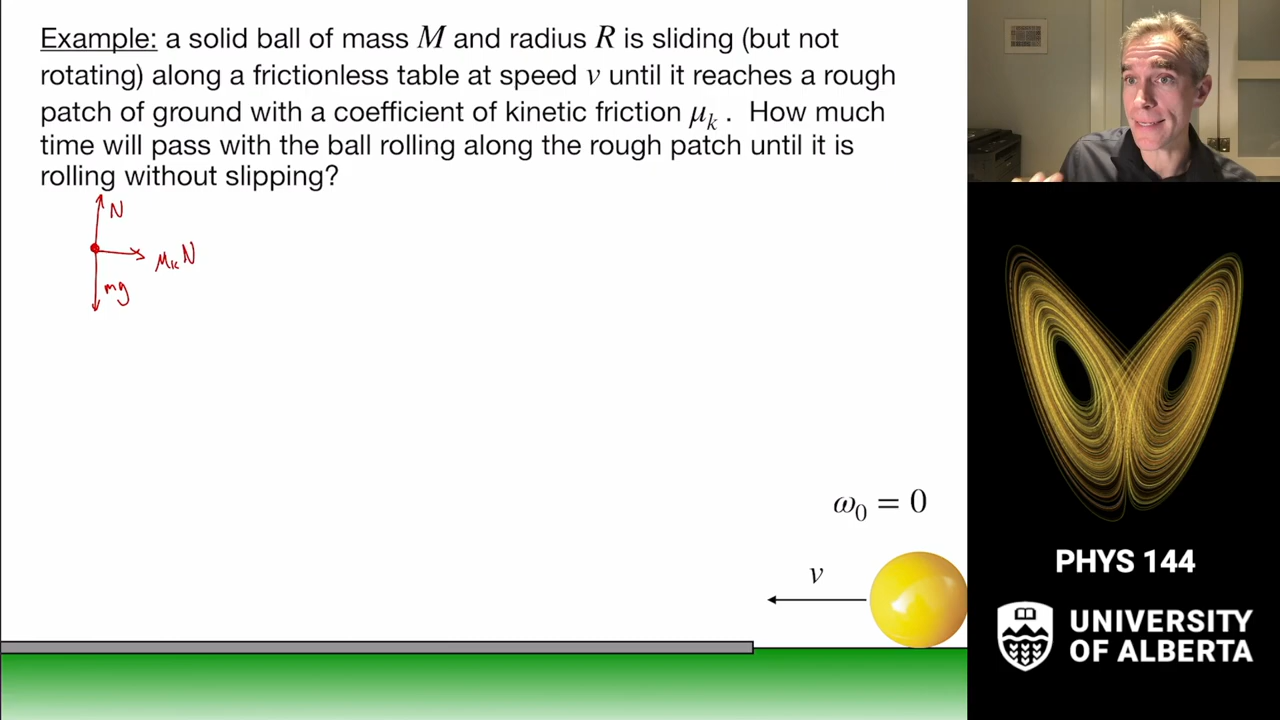 Example: a solid ball of mass M and radius R is sliding (but not
rotating) along a frictionless table at speed v until it reaches a rough
patch of ground with a coefficient of kinetic friction μₖ . How much
time will pass with the ball rolling along the rough patch until it is
rolling without slipping?
N
μₖN
mg
ω₀ = 0
v
PHYS 144
UNIVERSITY
OF ALBERTA